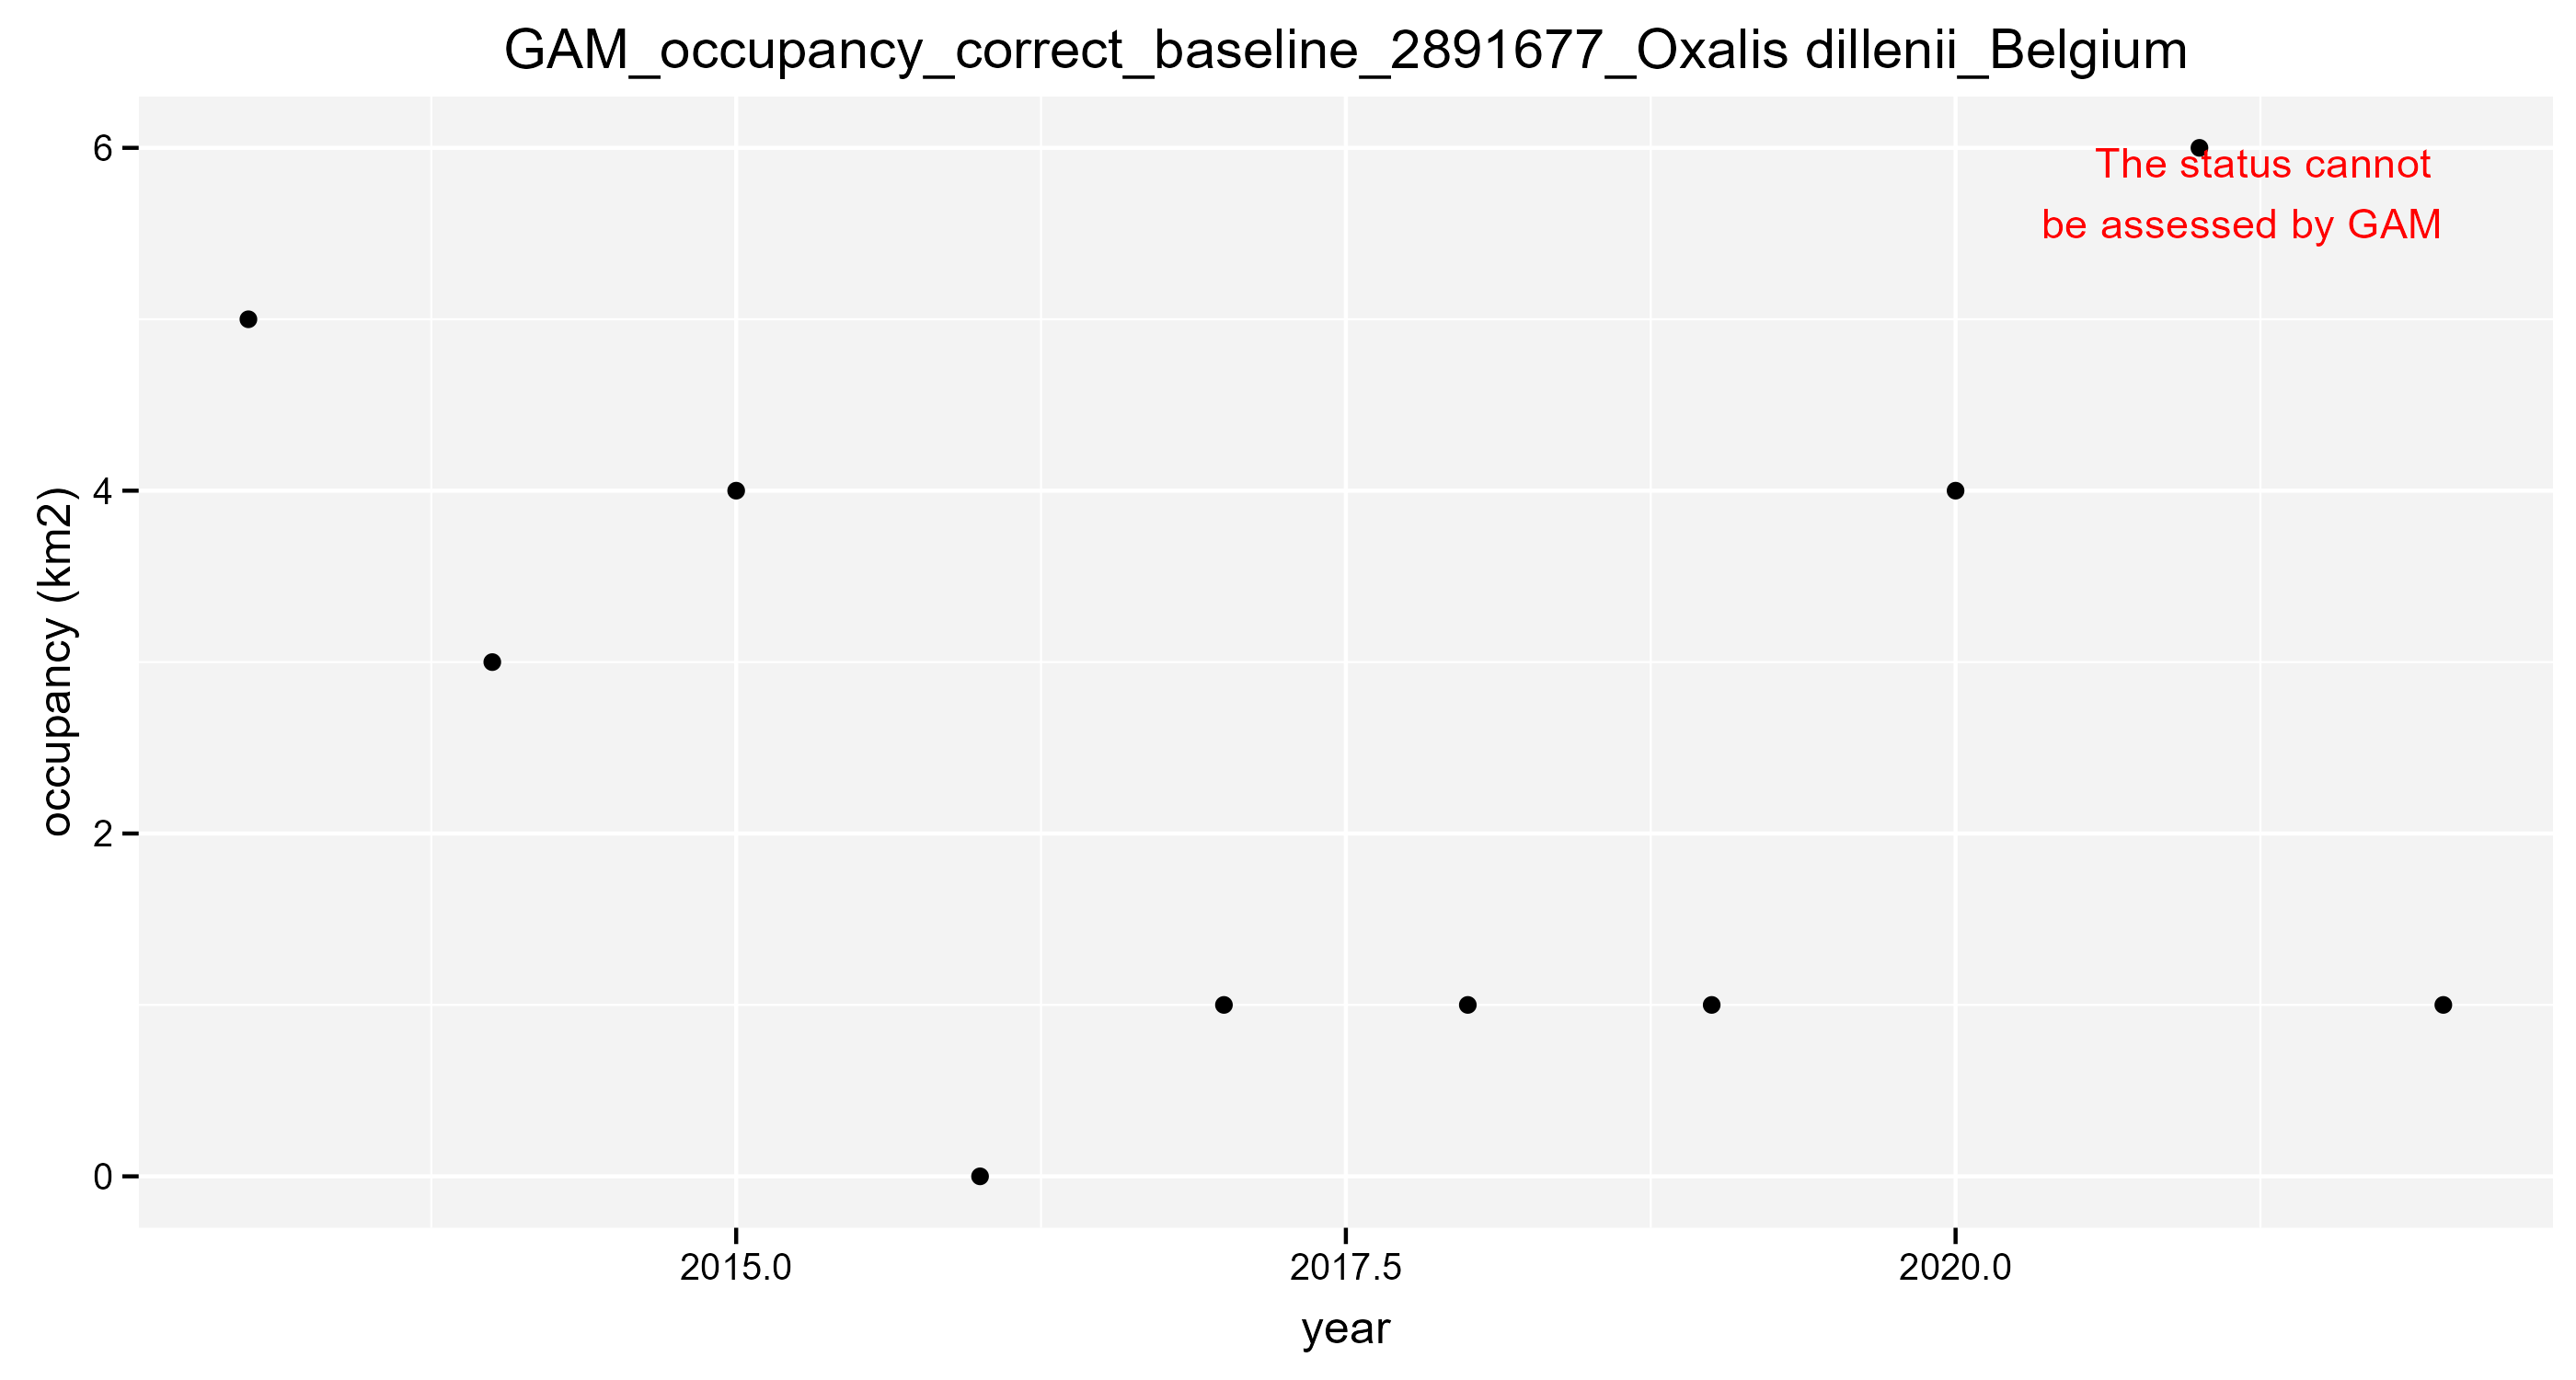 GAM_occupancy_correct_baseline_2891677_Oxalis dillenii_Belgium
6
The status cannot
be assessed by GAM
4
occupancy (km2)
2
0
2015.0 2017.5 2020.0
year